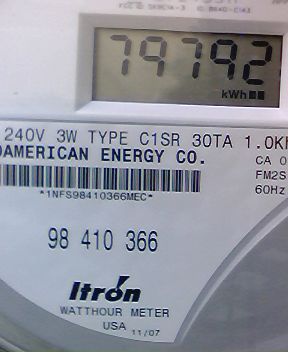 79792
kWh
240V 3W TYPE C1SR 30TA 1.0K
AMERICAN ENERGY CO.
CA 0
FM2S
60Hz
*1NFS98410366MEC*
98 410 366
Itrón
WATTHOUR METER
USA 11/07